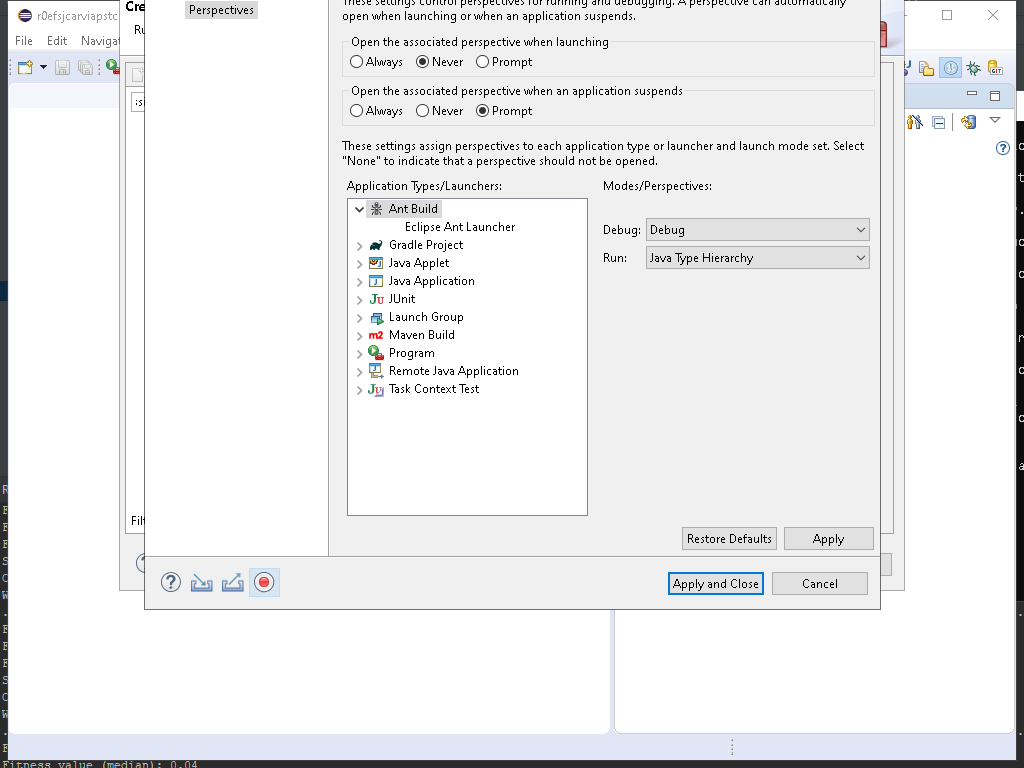 r0efsjcarviapstc
File Edit Navigat
Cre
Ru
Perspectives
These settings control perspectives for running and debugging. A perspective can automatically
open when launching or when an application suspends.
Open the associated perspective when launching
Always Never Prompt
Open the associated perspective when an application suspends
Always Never Prompt
These settings assign perspectives to each application type or launcher and launch mode set. Select
"None" to indicate that a perspective should not be opened.
Application Types/Launchers:
Modes/Perspectives:
Ant Build
Eclipse Ant Launcher
Gradle Project
Java Applet
Java Application
JUnit
Launch Group
Maven Build
Program
Remote Java Application
Task Context Test
Debug: Debug
Run: Java Type Hierarchy
Filt
Restore Defaults Apply
Apply and Close Cancel
Fitness value (median): 0.04